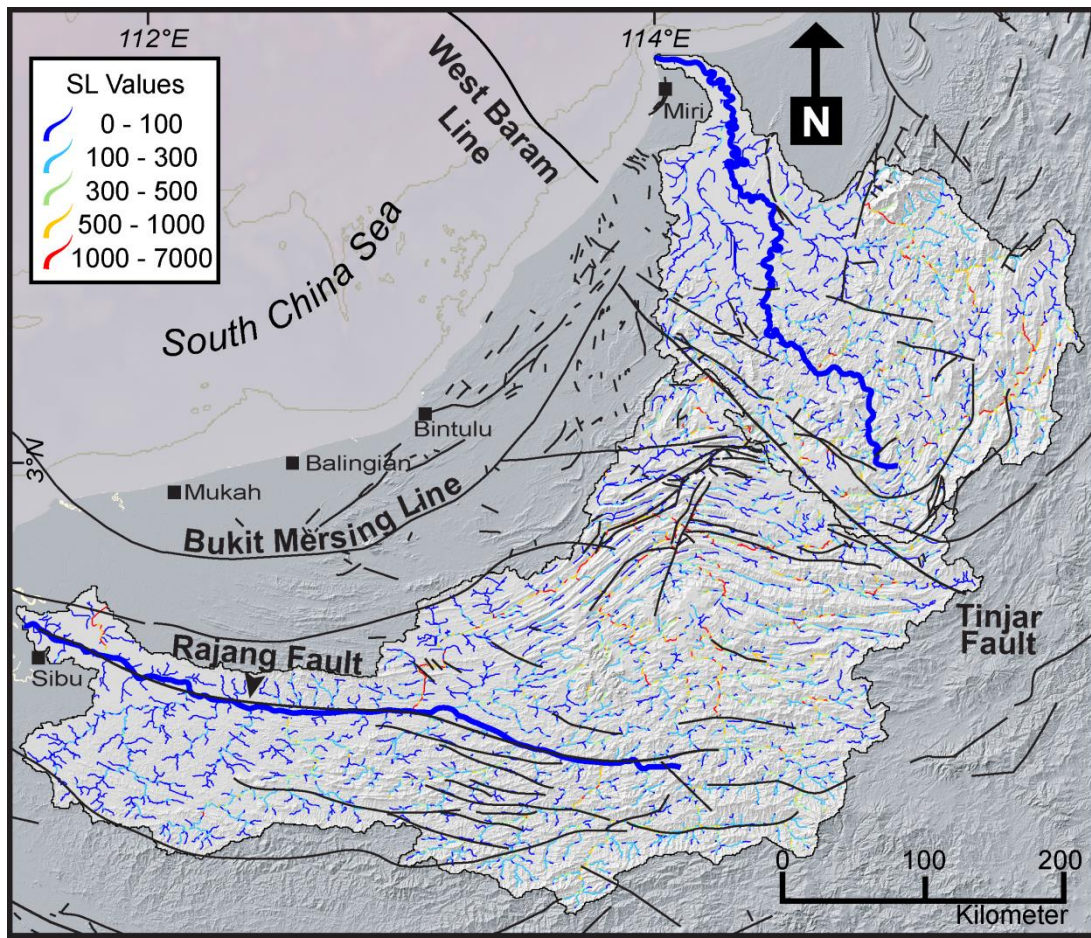 112°E
114°E
SL Values
0 - 100
100 - 300
300 - 500
500 - 1000
1000 - 7000
West Baram
Line
N
Miri
South China Sea
Bintulu
3°N
Balingian
Mukah
Bukit Mërsing Line
Tinjar
Fault
Rajang Fault
Sibu
0 100 200
Kilometer